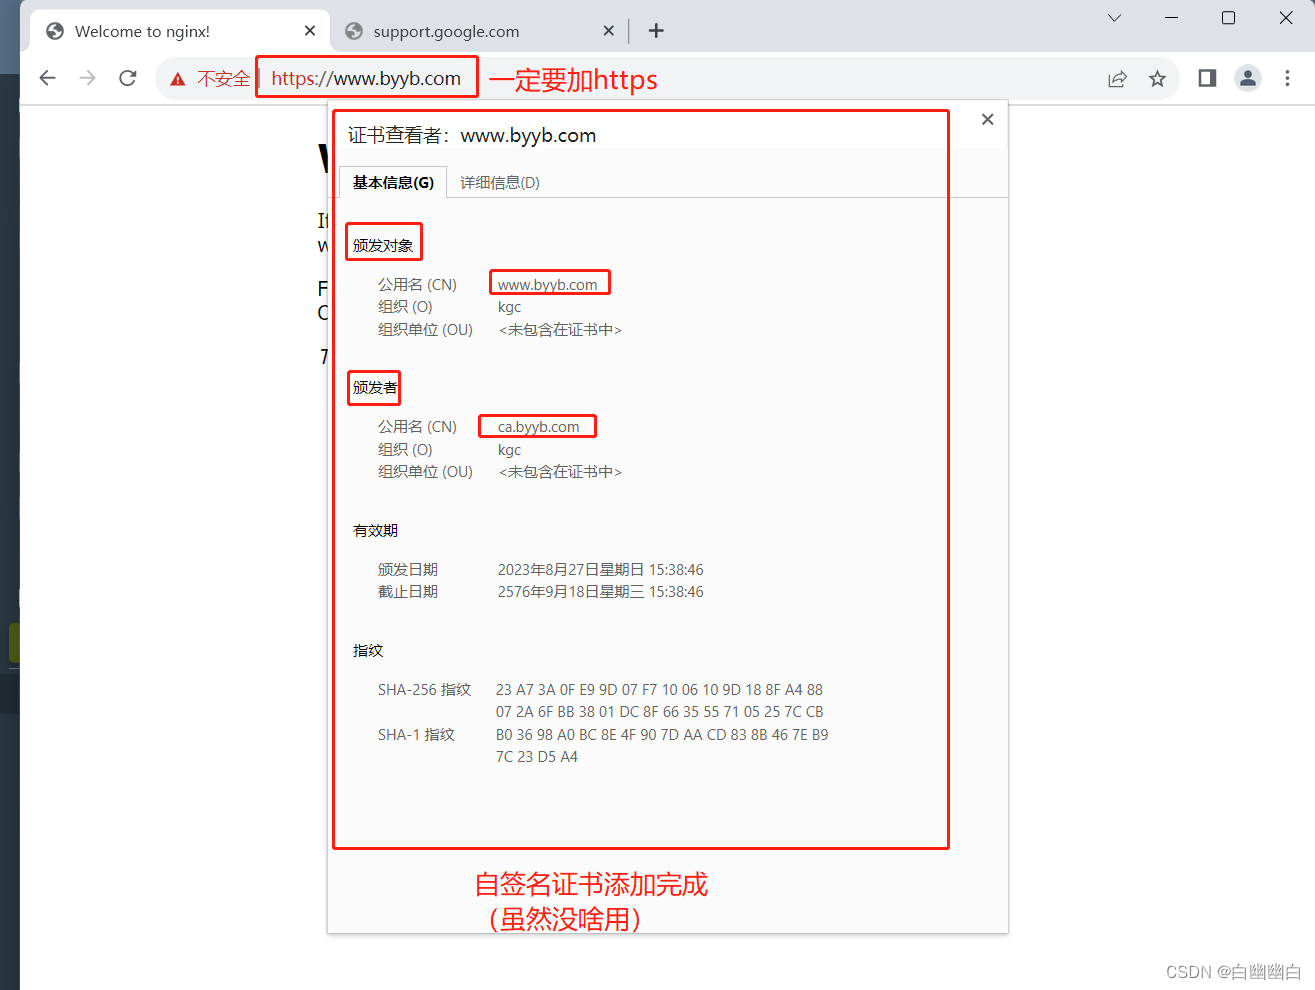 Welcome to nginx!
support.google.com
不安全
https://www.byyb.com
一定要加https
证书查看者：www.byyb.com
基本信息(G)
详细信息(D)
颁发对象
公用名 (CN) www.byyb.com
组织 (O) kgc
组织单位 (OU) <未包含在证书中>
颁发者
公用名 (CN) ca.byyb.com
组织 (O) kgc
组织单位 (OU) <未包含在证书中>
有效期
颁发日期 2023年8月27日星期日 15:38:46
截止日期 2576年9月18日星期三 15:38:46
指纹
SHA-256 指纹 23 A7 3A 0F E9 9D 07 F7 10 06 10 9D 18 8F A4 88
07 2A 6F BB 38 01 DC 8F 66 35 55 71 05 25 7C CB
SHA-1 指纹 B0 36 98 A0 BC 8E 4F 90 7D AA CD 83 8B 46 7E B9
7C 23 D5 A4
自签名证书添加完成
（虽然没啥用）
CSDN @白幽幽白